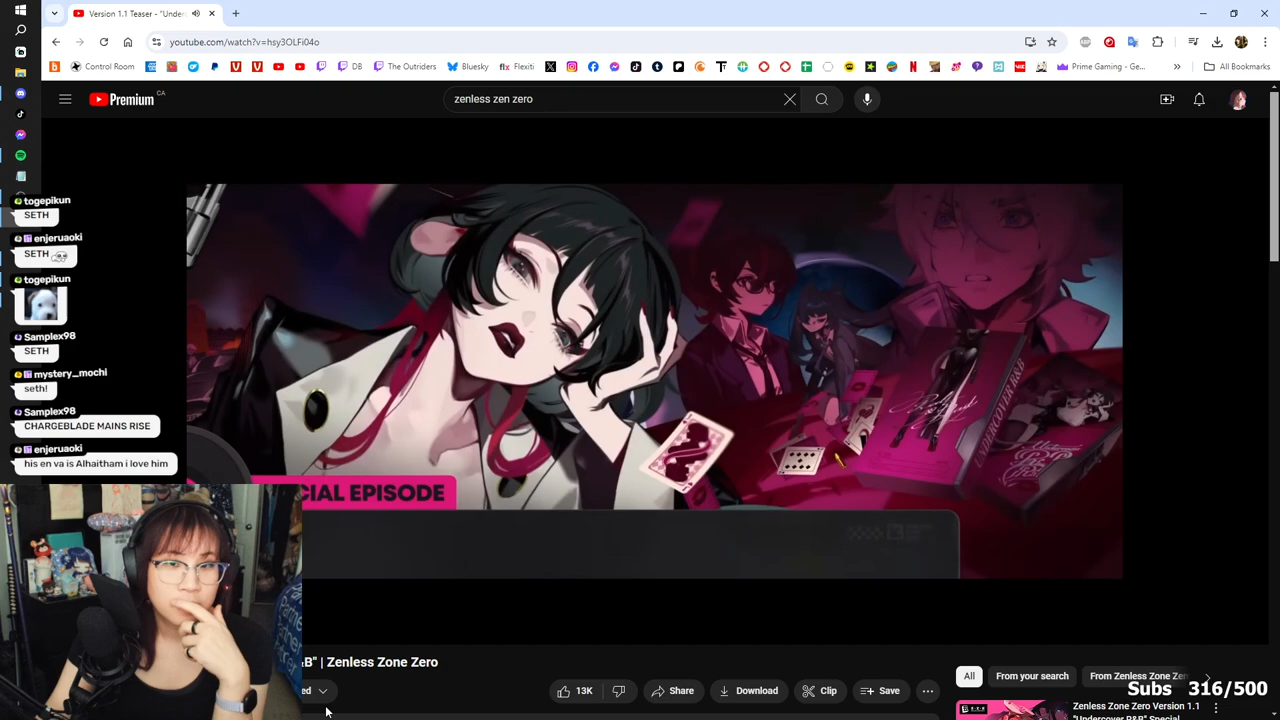 Version 1.1 Teaser - "Under
youtube.com/watch?v=hsy3OLFi04o
Control Room
DB
The Outriders
Bluesky
Flexiti
Prime Gaming - Ge...
All Bookmarks
Premium CA
zenless zen zero
togepikun
SETH
enjeruaoki
SETH
togepikun
Samplex98
SETH
mystery_mochi
seth!
Samplex98
CHARGEBLADE MAINS RISE
enjeruaoki
his en va is Alhaitham i love him
CIAL EPISODE
UNDERCOVER R&B
&B" | Zenless Zone Zero
ed
13K
Share
Download
Clip
Save
All
From your search
From Zenless Zone Zer
Subs 316/500
Zenless Zone Zero Version 1.1
"Undercover R&B" Special